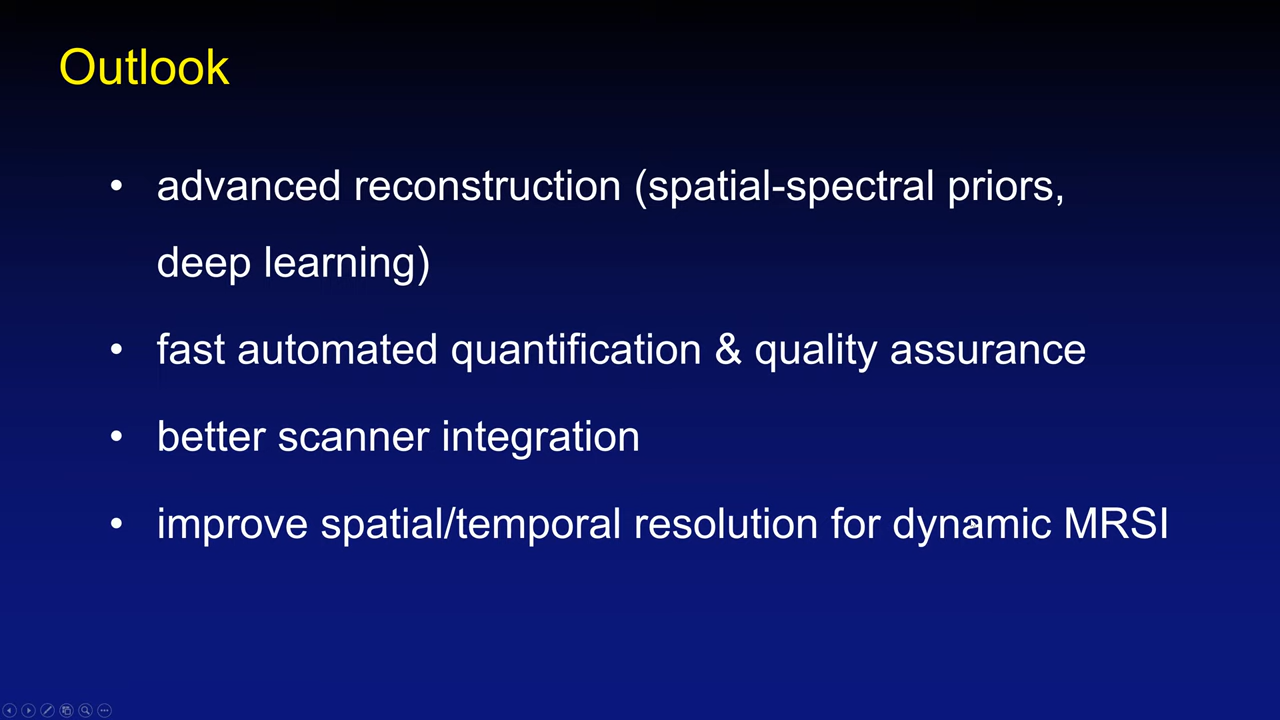 Outlook
• advanced reconstruction (spatial-spectral priors,
deep learning)
• fast automated quantification & quality assurance
• better scanner integration
• improve spatial/temporal resolution for dynamic MRSI